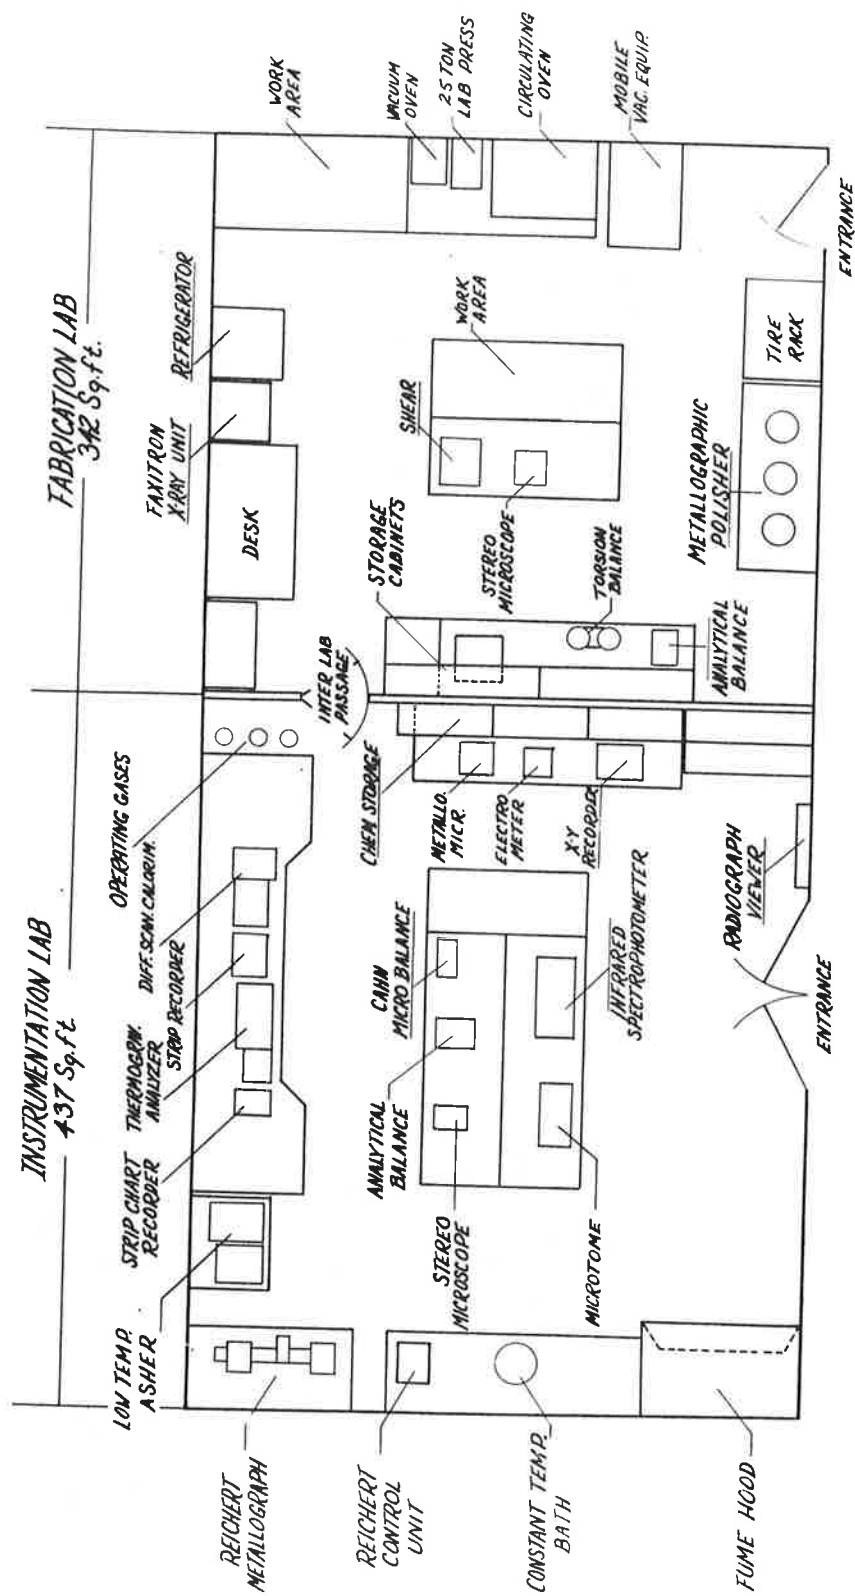 INSTRUMENTATION LAB
437 Sq.ft.
FABRICATION LAB
342 Sq.ft.
LOW TEMP.
ASHER
STRIP CHART
RECORDER
THERMOGRAV.
ANALYZER
STRIP RECORDER
DIFF. SCAN. CALORIM.
OPERATING GASES
FAXITRON
X-RAY UNIT
REFRIGERATOR
WORK
AREA
DESK
INTER LAB
PASSAGE
STORAGE
CABINETS
SHEAR
WORK
AREA
VACUUM
OVEN
25 TON
LAB PRESS
CIRCULATING
OVEN
MOBILE
VAC. EQUIP.
REICHERT
METALLOGRAPH
REICHERT
CONTROL
UNIT
ANALYTICAL
BALANCE
CAHN
MICRO BALANCE
CHEM STORAGE
METALLO.
MICR.
ELECTRO
METER
X-Y
RECORDER
STEREO
MICROSCOPE
TORSION
BALANCE
ANALYTICAL
BALANCE
METALLOGRAPHIC
POLISHER
TIRE
RACK
STEREO
MICROSCOPE
MICROTOME
INFRARED
SPECTROPHOTOMETER
RADIOGRAPH
VIEWER
CONSTANT TEMP.
BATH
FUME HOOD
ENTRANCE
ENTRANCE